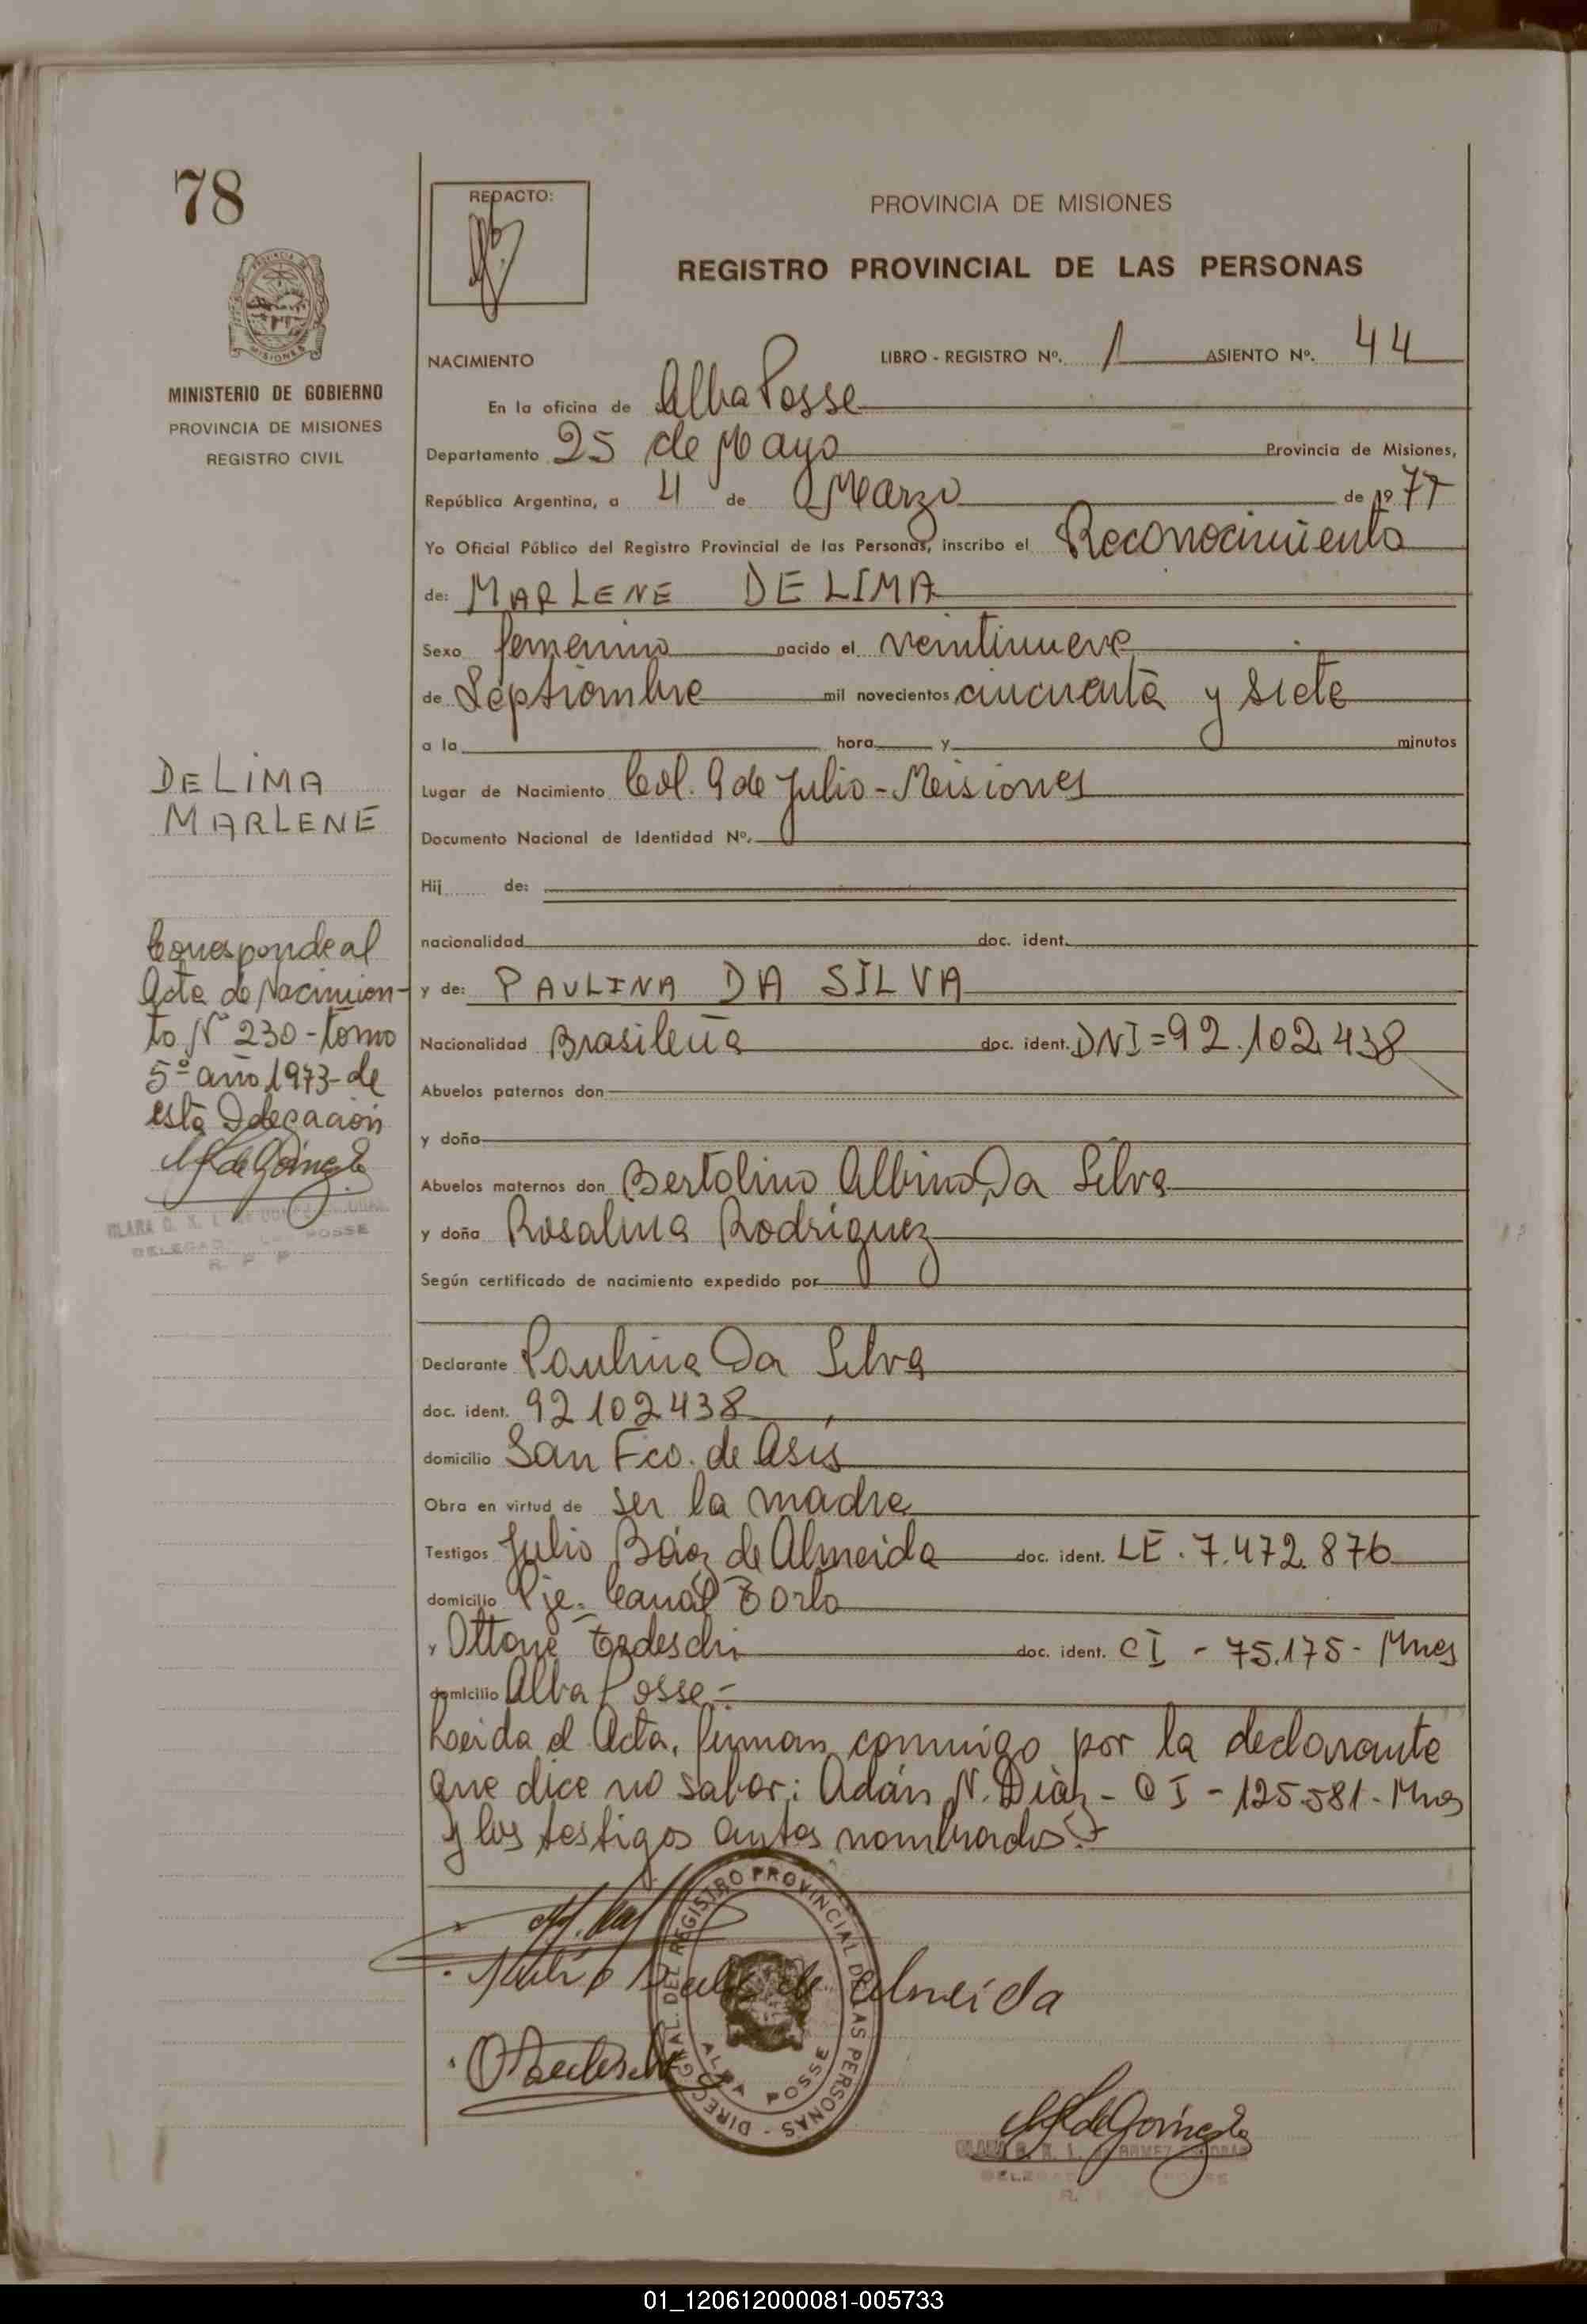 78
REDACTO:
PROVINCIA DE MISIONES
REGISTRO PROVINCIAL DE LAS PERSONAS
MISIONES
MINISTERIO DE GOBIERNO
PROVINCIA DE MISIONES
REGISTRO CIVIL
NACIMIENTO LIBRO - REGISTRO Nº. 1 ASIENTO Nº. 44
En la oficina de Alba Posse
Departamento 25 de Mayo Provincia de Misiones,
República Argentina, a 4 de Marzo de 1977
Yo Oficial Público del Registro Provincial de las Personas, inscribo el Reconocimiento
de: MARLENE DE LIMA
Sexo femenino nacido el veintinueve
de Septiembre mil novecientos cincuenta y siete
a la hora y minutos
Lugar de Nacimiento Col. 9 de Julio - Misiones
Documento Nacional de Identidad Nº.
Hij de:
nacionalidad doc. ident.
y de: PAULINA DA SILVA
Nacionalidad Brasileña doc. ident. DNI = 92.102.438
Abuelos paternos don
y doña
Abuelos maternos don Bertolino Albino Da Silva
y doña Rosalina Rodriguez
Según certificado de nacimiento expedido por
Declarante Paulina Da Silva
doc. ident. 92102438
domicilio San Fco. de Asís
Obra en virtud de ser la madre
Testigos Julio Báez de Almeida doc. ident. LE. 7.472.876
domicilio Pje. Canal Torto
y Ottone Tedeschi doc. ident. CI - 75.175 - Mnes
domicilio Alba Posse -
Leida el Acta, firman conmigo por la declarante
que dice no saber: Adán N. Diàz - CI - 125.581 - Mnes
y los testigos antes nombrados.
DE LIMA
MARLENE
Corresponde al
Acta de Nacimien-
to Nº 230 - tomo
5º año 1973 - de
esta Delegación
de Almeida
DIREC. GRAL. DEL REGISTRO PROVINCIAL DE LAS PERSONAS -
ALBA POSSE
01_120612000081-005733